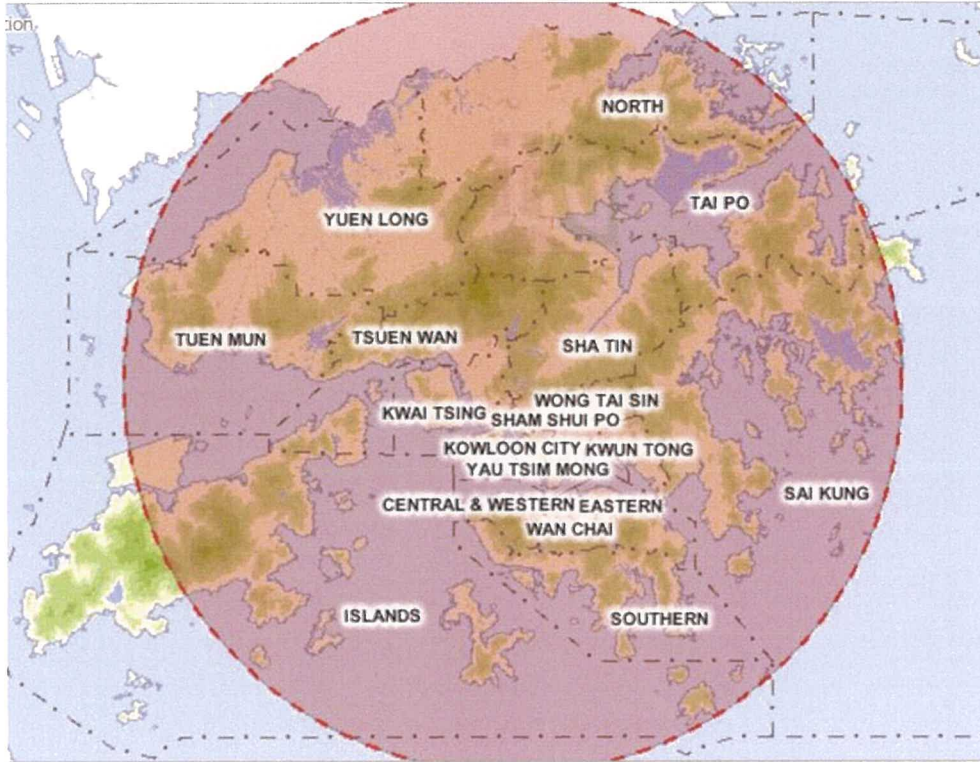 NORTH
TAI PO
YUEN LONG
TUEN MUN
TSUEN WAN
SHA TIN
WONG TAI SIN
KWAI TSING
SHAM SHUI PO
KOWLOON CITY
KWUN TONG
YAU TSIM MONG
SAI KUNG
CENTRAL & WESTERN
EASTERN
WAN CHAI
ISLANDS
SOUTHERN